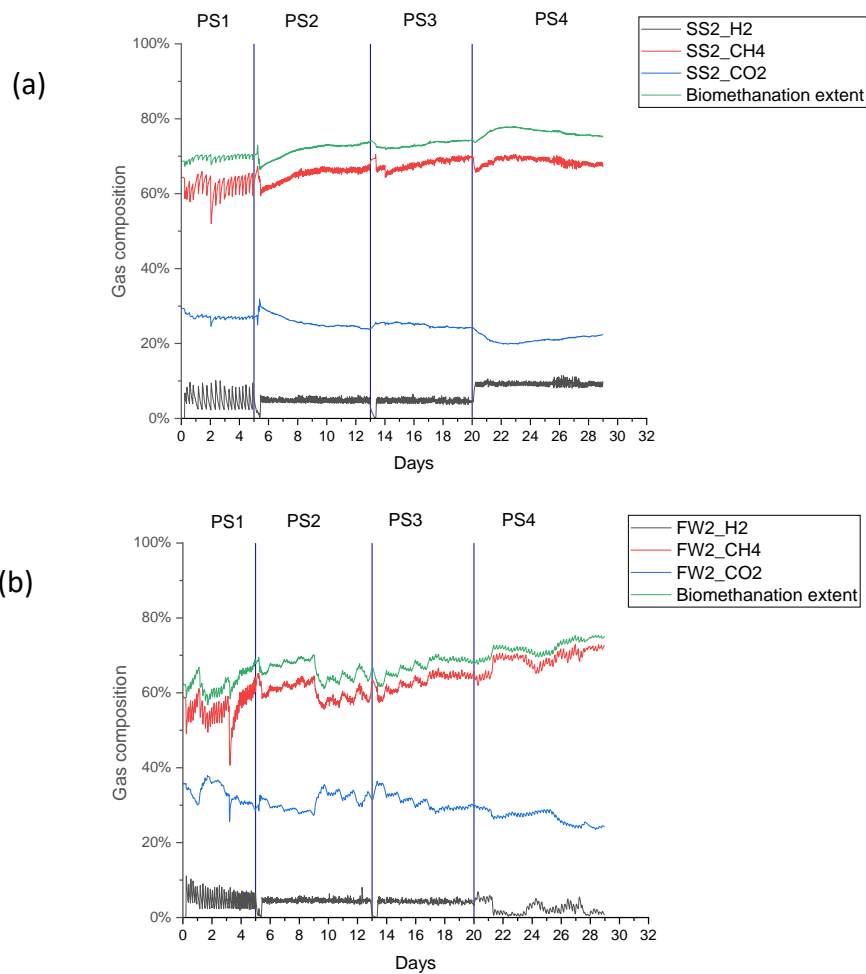 (a)
PS1 PS2 PS3 PS4
SS2_H2
SS2_CH4
SS2_CO2
Biomethanation extent
100%
80%
60%
40%
20%
0%
Gas composition
0 2 4 6 8 10 12 14 16 18 20 22 24 26 28 30 32
Days
(b)
PS1 PS2 PS3 PS4
FW2_H2
FW2_CH4
FW2_CO2
Biomethanation extent
100%
80%
60%
40%
20%
0%
Gas composition
0 2 4 6 8 10 12 14 16 18 20 22 24 26 28 30 32
Days